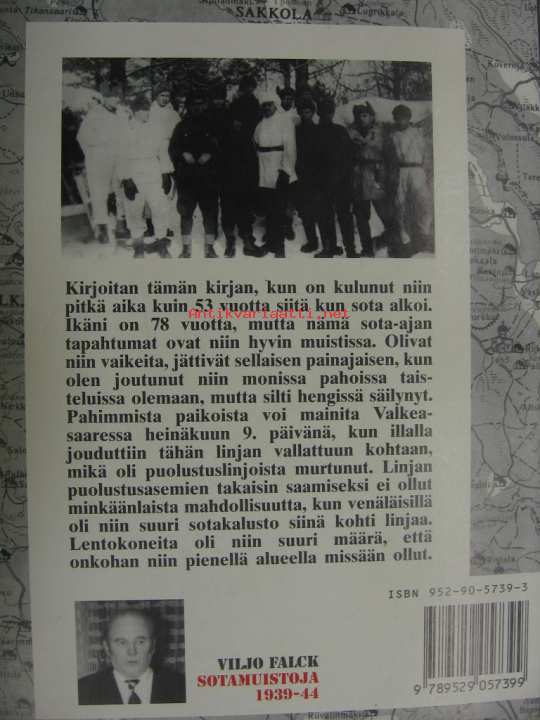 SAKKOLA
Kirjoitan tämän kirjan, kun on kulunut niin
pitkä aika kuin 53 vuotta siitä kun sota alkoi.
Antikvariaatti.net
Ikäni on 78 vuotta, mutta nämä sota-ajan
tapahtumat ovat niin hyvin muistissa. Olivat
niin vaikeita, jättivät sellaisen painajaisen, kun
olen joutunut niin monissa pahoissa tais-
teluissa olemaan, mutta silti hengissä säilynyt.
Pahimmista paikoista voi mainita Valkea-
saaressa heinäkuun 9. päivänä, kun illalla
jouduttiin tähän linjan vallattuun kohtaan,
mikä oli puolustuslinjoista murtunut. Linjan
puolustusasemien takaisin saamiseksi ei ollut
minkäänlaista mahdollisuutta, kun venäläisillä
oli niin suuri sotakalusto siinä kohti linjaa.
Lentokoneita oli niin suuri määrä, että
onkohan niin pienellä alueella missään ollut.
ISBN 952-90-5739-3
VILJO FALCK
SOTAMUISTOJA
1939-44
9 789529 057399